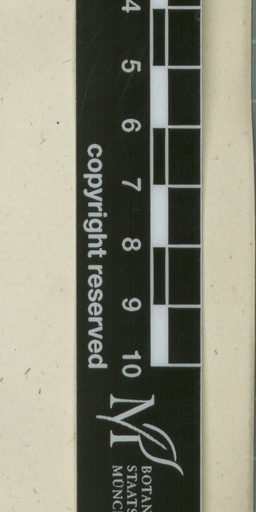 4 5 6 7 8 9 10
copyright reserved
M
BOTAN
STAATS
MÜNC